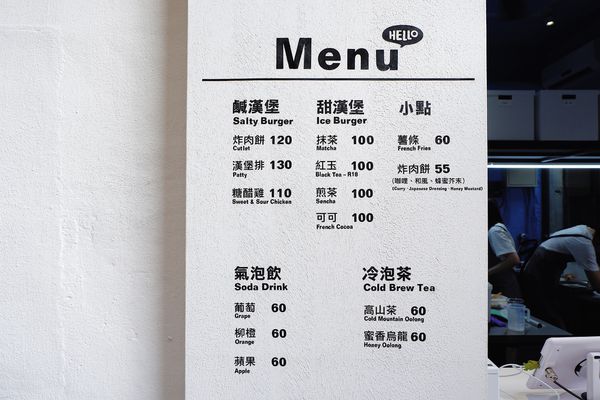 HELLO
Menu
鹹漢堡
Salty Burger
炸肉餅 120
Cutlet
漢堡排 130
Patty
糖醋雞 110
Sweet & Sour Chicken
甜漢堡
Ice Burger
抹茶 100
Matcha
紅玉 100
Black Tea - R18
煎茶 100
Sencha
可可 100
French Cocoa
小點
薯條 60
French Fries
炸肉餅 55
(咖哩、和風、蜂蜜芥末)
(Curry · Japanese Dressing · Honey Mustard)
氣泡飲
Soda Drink
葡萄 60
Grape
柳橙 60
Orange
蘋果 60
Apple
冷泡茶
Cold Brew Tea
高山茶 60
Cold Mountain Oolong
蜜香烏龍 60
Honey Oolong